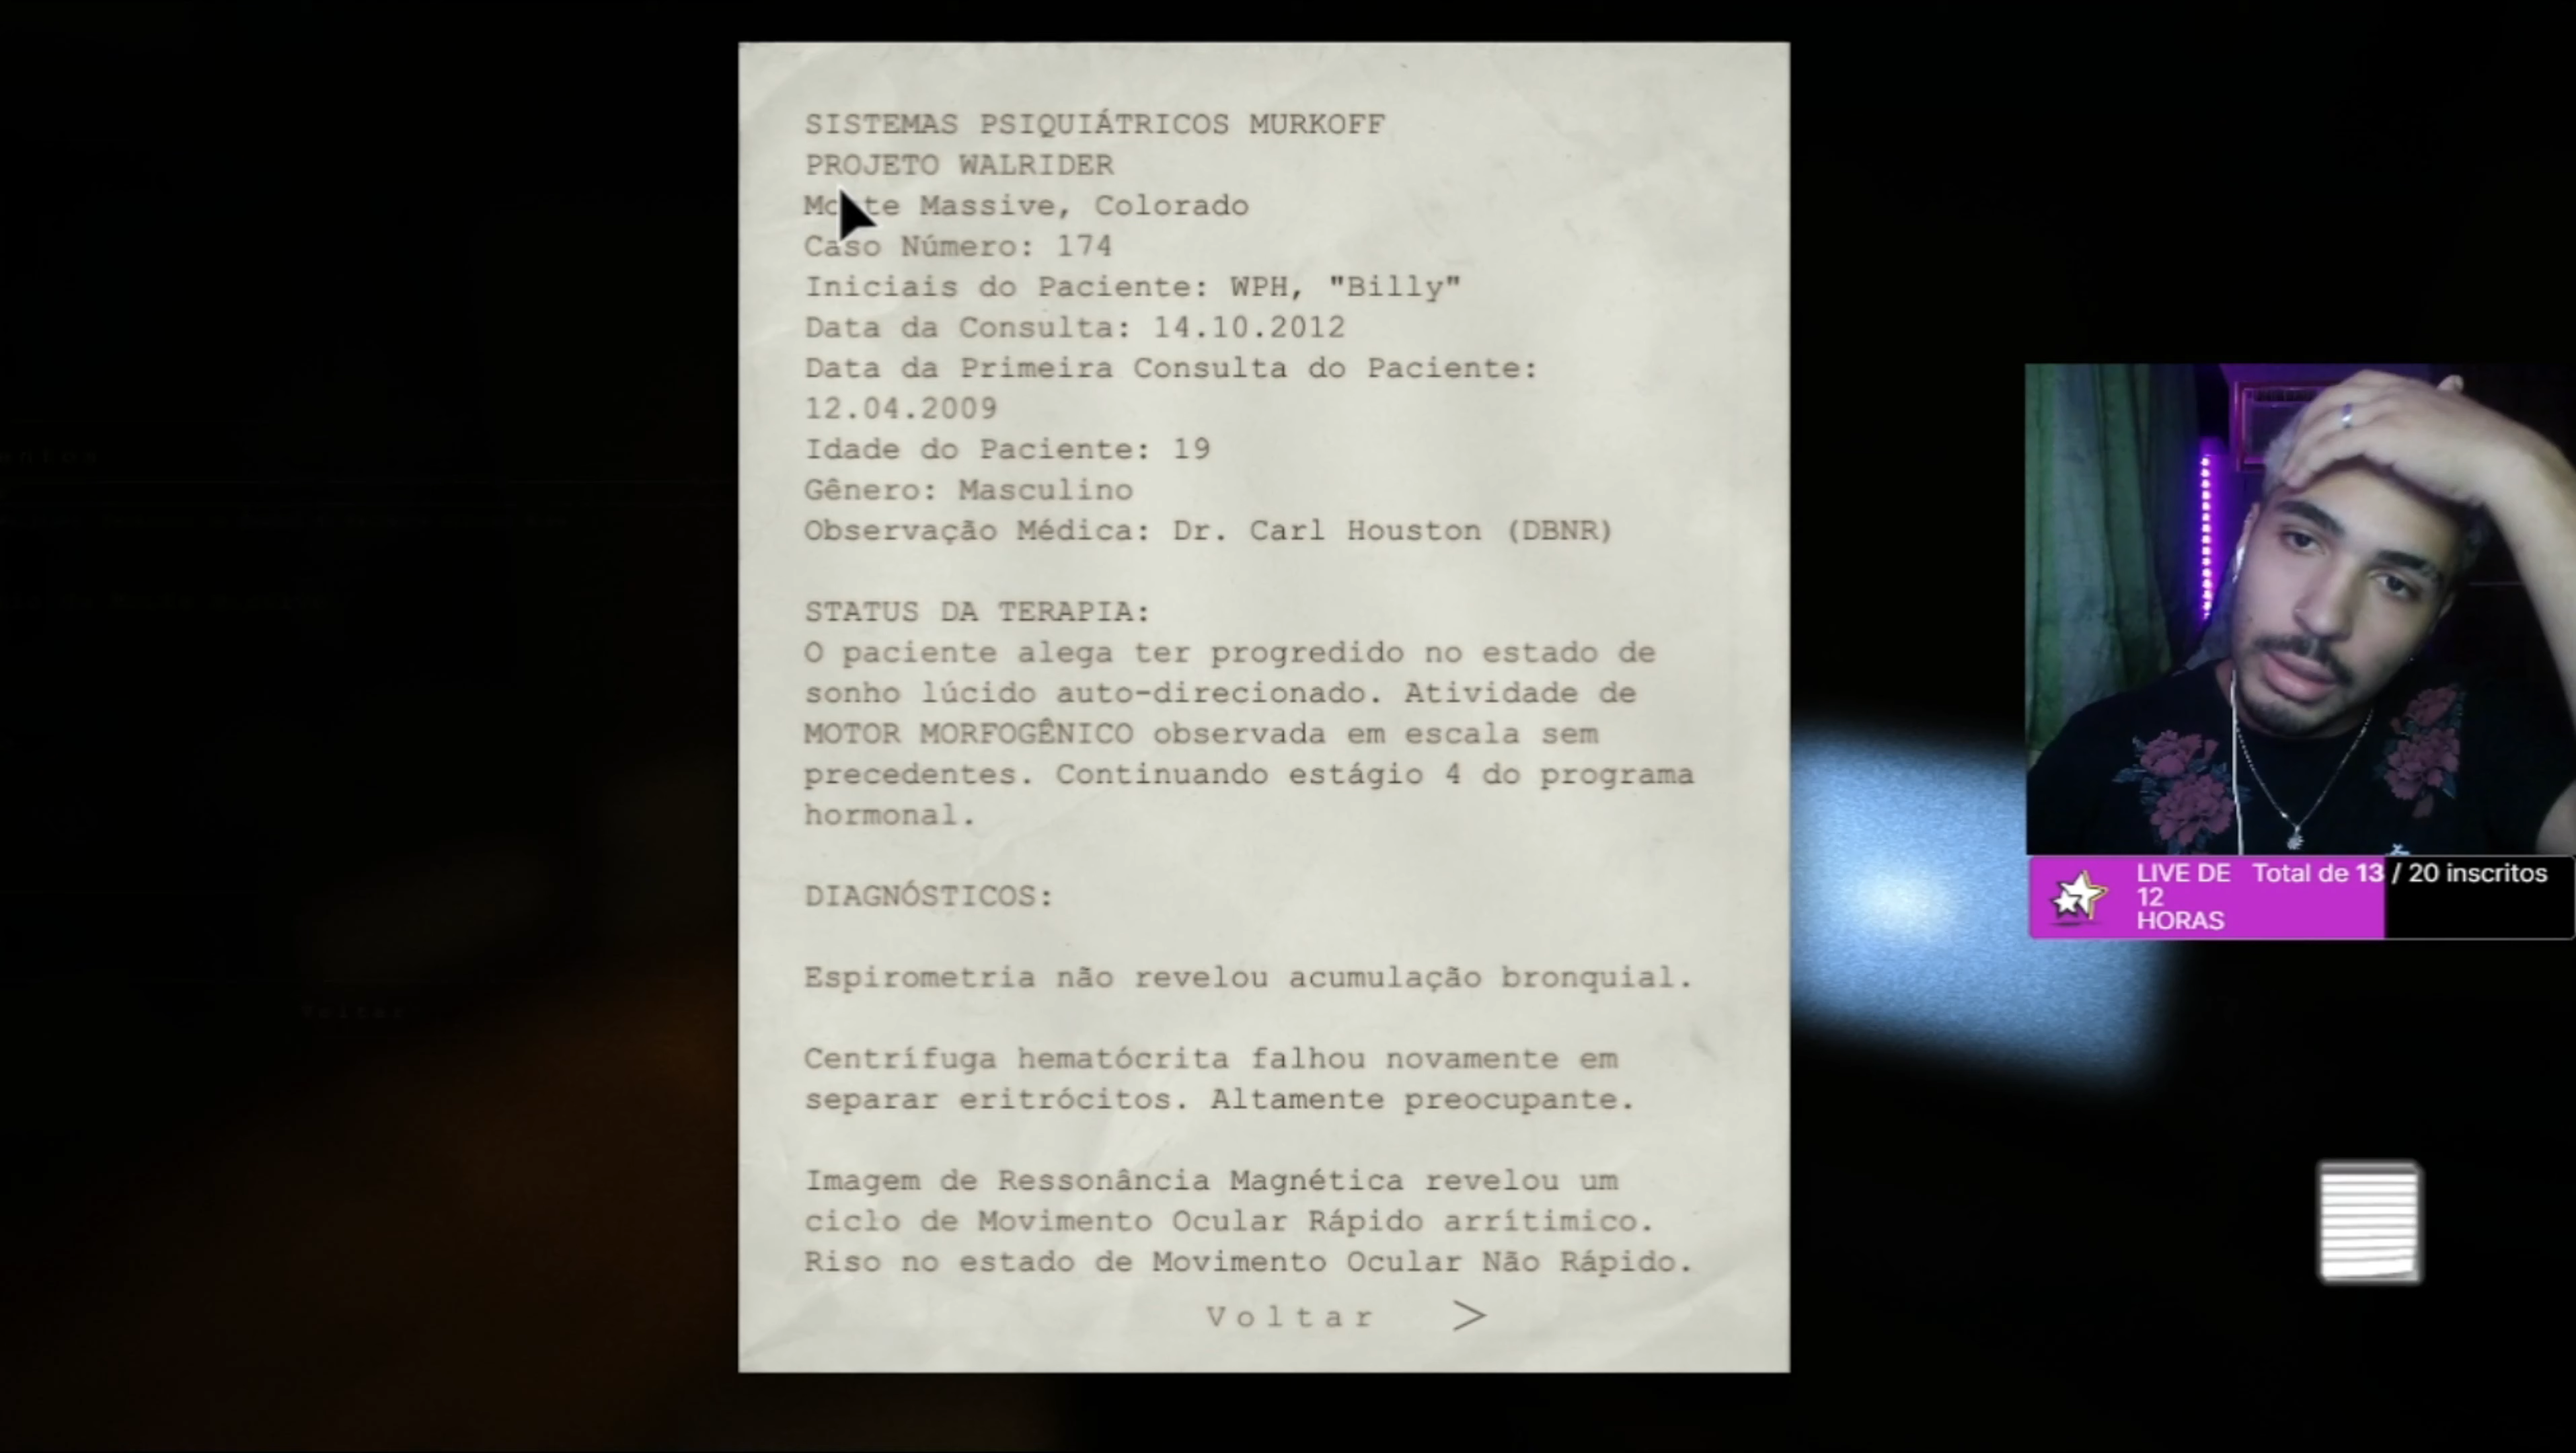 SISTEMAS PSIQUIÁTRICOS MURKOFF
PROJETO WALRIDER
Monte Massive, Colorado
Caso Número: 174
Iniciais do Paciente: WPH, "Billy"
Data da Consulta: 14.10.2012
Data da Primeira Consulta do Paciente:
12.04.2009
Idade do Paciente: 19
Gênero: Masculino
Observação Médica: Dr. Carl Houston (DBNR)
STATUS DA TERAPIA:
O paciente alega ter progredido no estado de
sonho lúcido auto-direcionado. Atividade de
MOTOR MORFOGÊNICO observada em escala sem
precedentes. Continuando estágio 4 do programa
hormonal.
DIAGNÓSTICOS:
Espirometria não revelou acumulação bronquial.
Centrífuga hematócrita falhou novamente em
separar eritrócitos. Altamente preocupante.
Imagem de Ressonância Magnética revelou um
ciclo de Movimento Ocular Rápido arrítimico.
Riso no estado de Movimento Ocular Não Rápido.
Voltar >
Voltar
LIVE DE
12
HORAS
Total de 13 / 20 inscritos